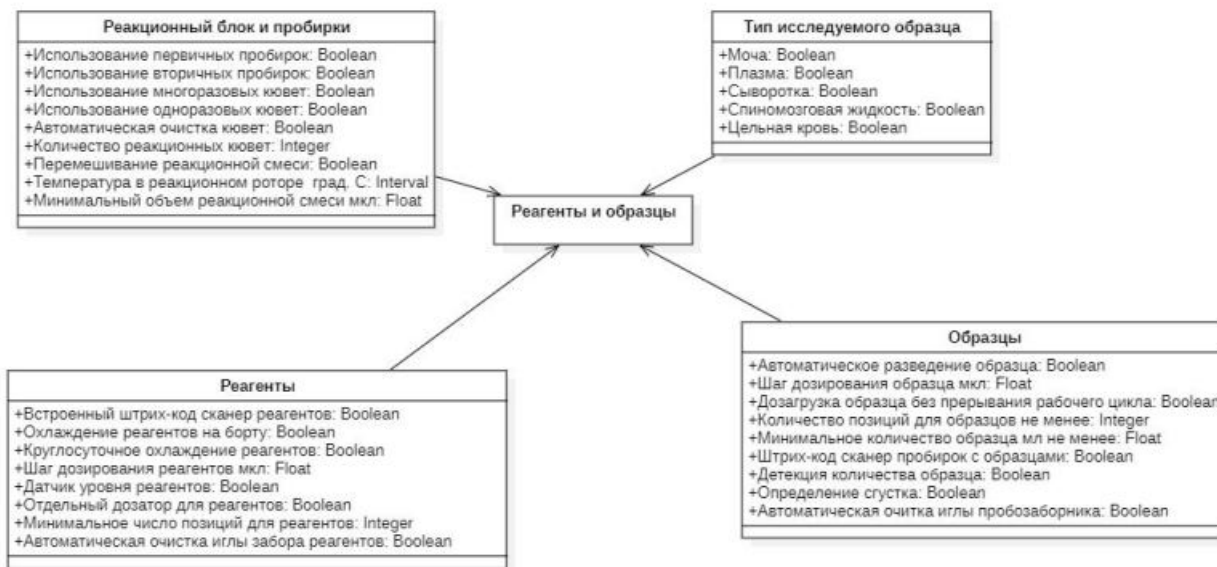 Реакционный блок и пробирки
+Использование первичных пробирок: Boolean
+Использование вторичных пробирок: Boolean
+Использование многоразовых кювет: Boolean
+Использование одноразовых кювет: Boolean
+Автоматическая очистка кювет: Boolean
+Количество реакционных кювет: Integer
+Перемешивание реакционной смеси: Boolean
+Температура в реакционном роторе град. С: Interval
+Минимальный объем реакционной смеси мкл: Float
Тип исследуемого образца
+Моча: Boolean
+Плазма: Boolean
+Сыворотка: Boolean
+Спиномозговая жидкость: Boolean
+Цельная кровь: Boolean
Реагенты и образцы
Реагенты
+Встроенный штрих-код сканер реагентов: Boolean
+Охлаждение реагентов на борту: Boolean
+Круглосуточное охлаждение реагентов: Boolean
+Шаг дозирования реагентов мкл: Float
+Датчик уровня реагентов: Boolean
+Отдельный дозатор для реагентов: Boolean
+Минимальное число позиций для реагентов: Integer
+Автоматическая очистка иглы забора реагентов: Boolean
Образцы
+Автоматическое разведение образца: Boolean
+Шаг дозирования образца мкл: Float
+Дозагрузка образца без прерывания рабочего цикла: Boolean
+Количество позиций для образцов не менее: Integer
+Минимальное количество образца мл не менее: Float
+Штрих-код сканер пробирок с образцами: Boolean
+Детекция количества образца: Boolean
+Определение сгустка: Boolean
+Автоматическая очитка иглы пробозаборника: Boolean